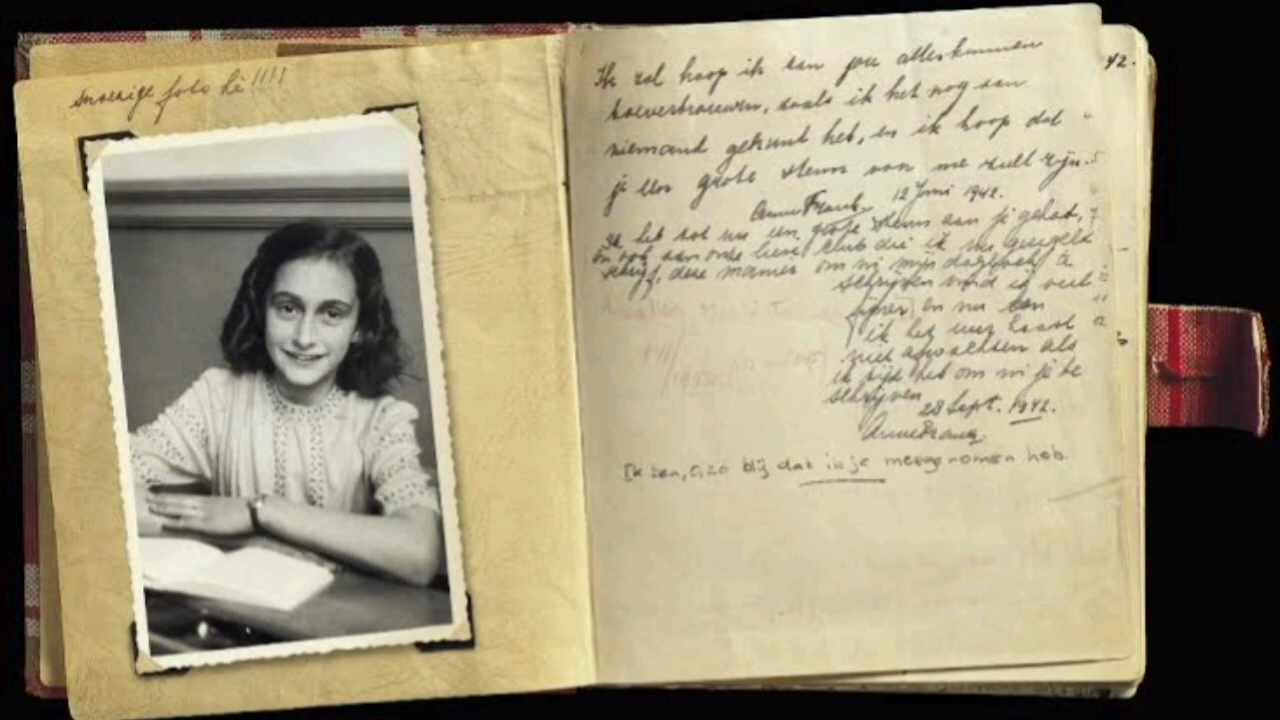 snoezige foto hè!!!!
42.
Ik zal hoop ik aan jou alles kunnen
toevertrouwen, zoals ik het nog aan
niemand gekund heb, en ik hoop dat
je een grote steun van me zult zijn.
Anne Frank. 12 Juni 1942.
Ik heb tot nu een grote steun aan je gehad,
en ook aan onze lieve club die ik nu geregeld
schrijf, deze manier om in mijn dagboek te
schrijven vind ik veel
fijner en nu kan
ik het uur haast
niet afwachten als
ik tijd heb om in je te
schrijven
28 Sept. 1942.
Anne Frank.
Ik ben, O, zo blij dat ik je meegenomen heb.